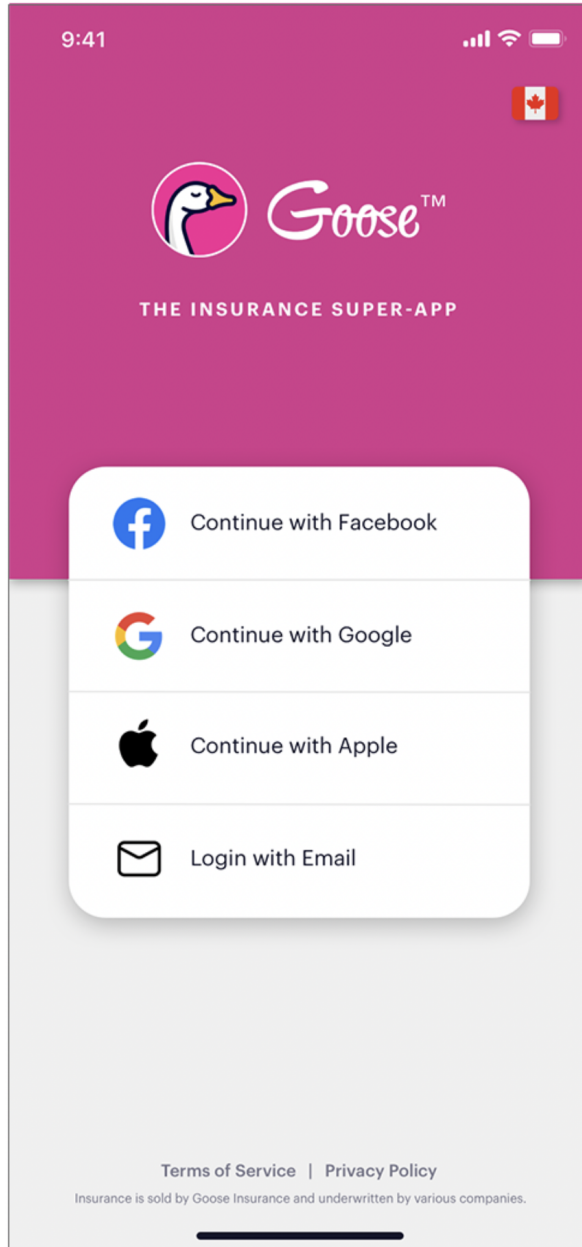 9:41
Goose™
THE INSURANCE SUPER-APP
Continue with Facebook
Continue with Google
Continue with Apple
Login with Email
Terms of Service | Privacy Policy
Insurance is sold by Goose Insurance and underwritten by various companies.